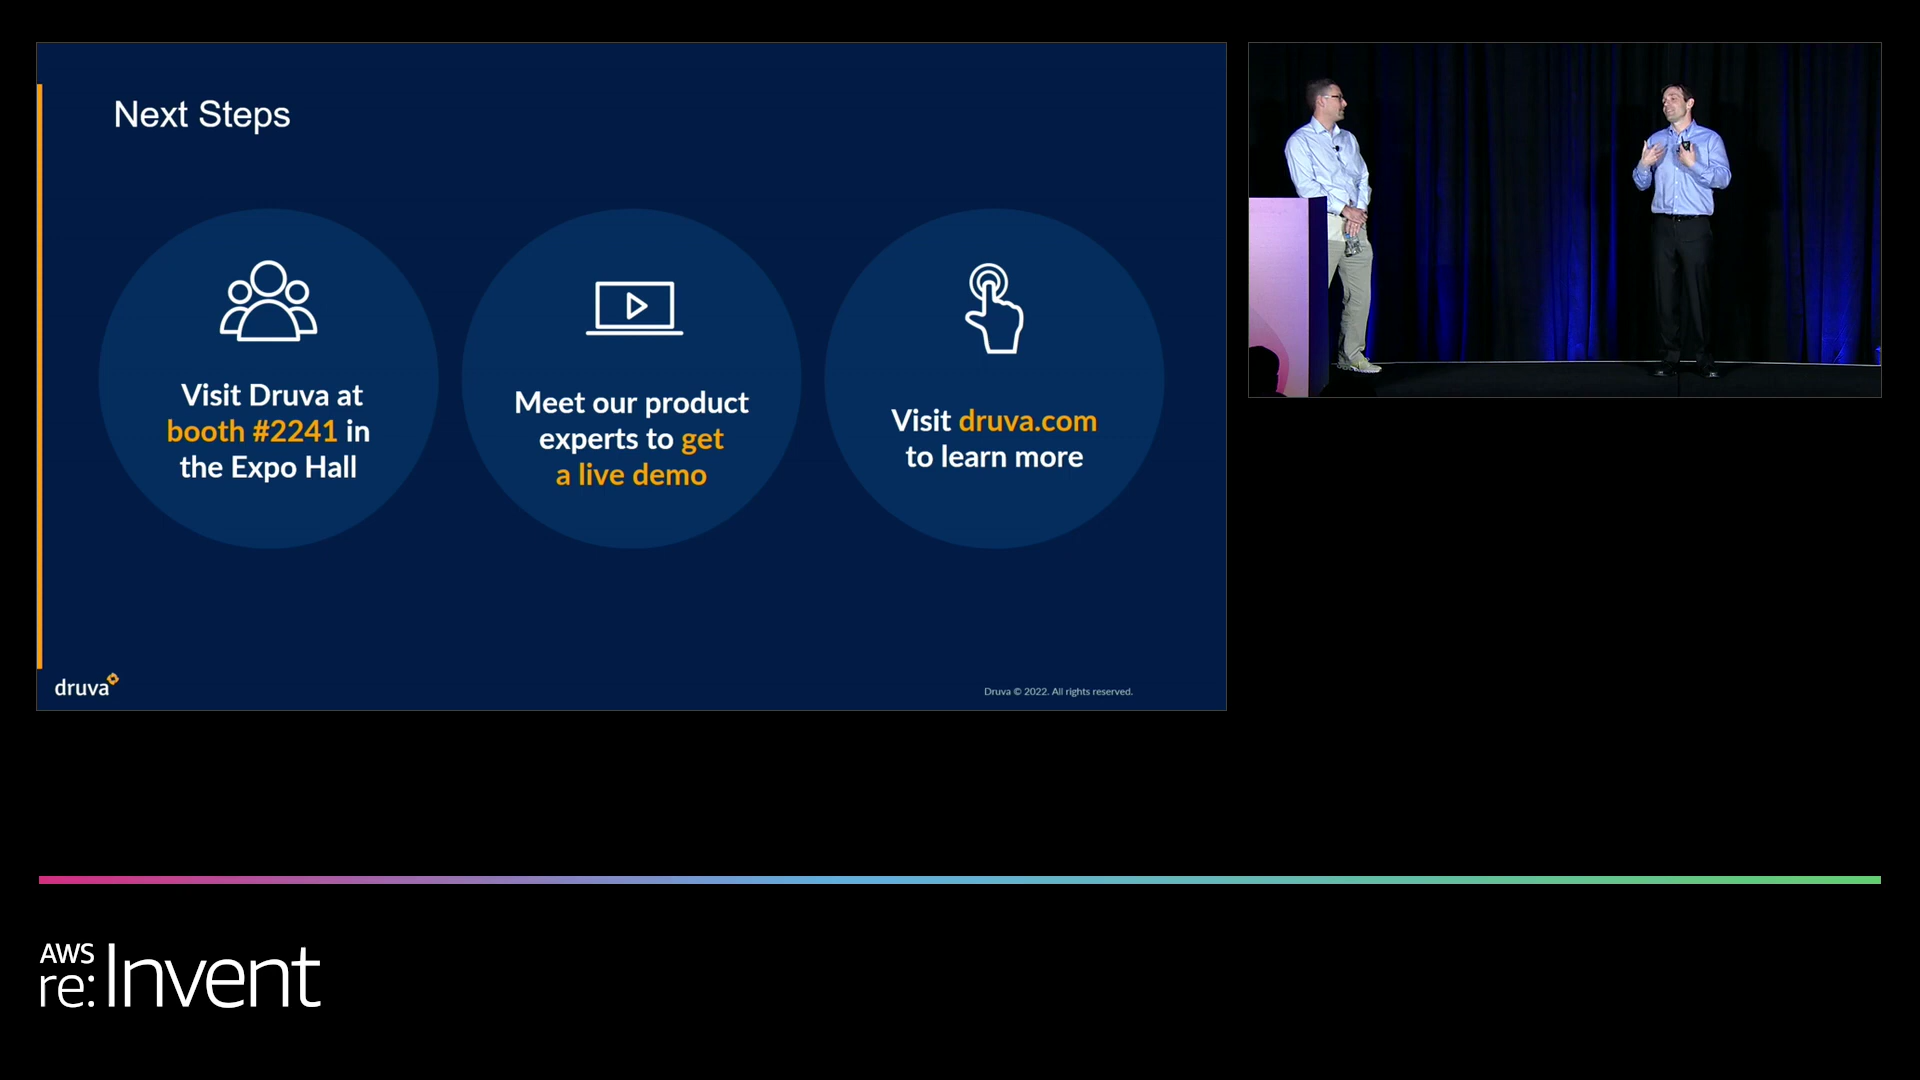 Next Steps
Visit Druva at
booth #2241 in
the Expo Hall
Meet our product
experts to get
a live demo
Visit druva.com
to learn more
druva
Druva © 2022. All rights reserved.
AWS
re:Invent